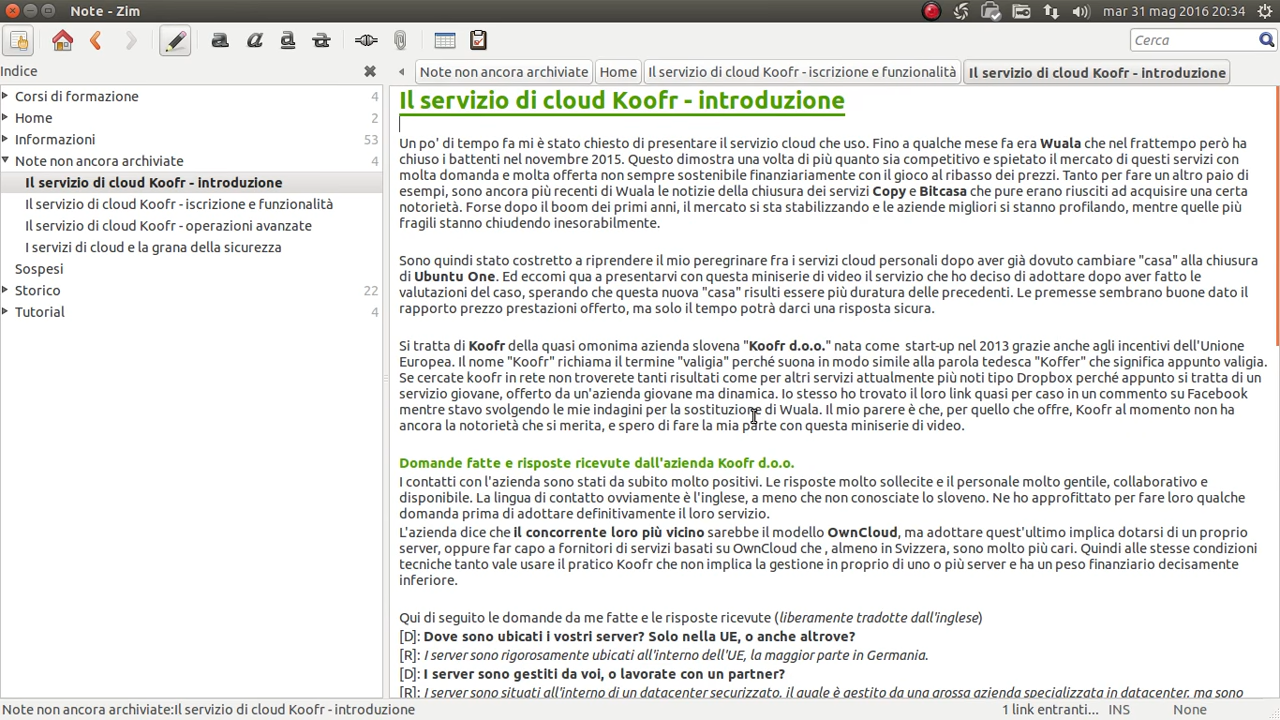 Note - Zim
mar 31 mag 2016 20:34
Cerca
Indice
Note non ancora archiviate
Home
Il servizio di cloud Koofr - iscrizione e funzionalità
Il servizio di cloud Koofr - introduzione
Corsi di formazione 4
Home 2
Informazioni 53
Note non ancora archiviate 4
Il servizio di cloud Koofr - introduzione
Il servizio di cloud Koofr - iscrizione e funzionalità
Il servizio di cloud Koofr - operazioni avanzate
I servizi di cloud e la grana della sicurezza
Sospesi
Storico 22
Tutorial 4
Il servizio di cloud Koofr - introduzione
Un po' di tempo fa mi è stato chiesto di presentare il servizio cloud che uso. Fino a qualche mese fa era Wuala che nel frattempo però ha
chiuso i battenti nel novembre 2015. Questo dimostra una volta di più quanto sia competitivo e spietato il mercato di questi servizi con
molta domanda e molta offerta non sempre sostenibile finanziariamente con il gioco al ribasso dei prezzi. Tanto per fare un altro paio di
esempi, sono ancora più recenti di Wuala le notizie della chiusura dei servizi Copy e Bitcasa che pure erano riusciti ad acquisire una certa
notorietà. Forse dopo il boom dei primi anni, il mercato si sta stabilizzando e le aziende migliori si stanno profilando, mentre quelle più
fragili stanno chiudendo inesorabilmente.
Sono quindi stato costretto a riprendere il mio peregrinare fra i servizi cloud personali dopo aver già dovuto cambiare "casa" alla chiusura
di Ubuntu One. Ed eccomi qua a presentarvi con questa miniserie di video il servizio che ho deciso di adottare dopo aver fatto le
valutazioni del caso, sperando che questa nuova "casa" risulti essere più duratura delle precedenti. Le premesse sembrano buone dato il
rapporto prezzo prestazioni offerto, ma solo il tempo potrà darci una risposta sicura.
Si tratta di Koofr della quasi omonima azienda slovena "Koofr d.o.o." nata come start-up nel 2013 grazie anche agli incentivi dell'Unione
Europea. Il nome "Koofr" richiama il termine "valigia" perché suona in modo simile alla parola tedesca "Koffer" che significa appunto valigia.
Se cercate koofr in rete non troverete tanti risultati come per altri servizi attualmente più noti tipo Dropbox perché appunto si tratta di un
servizio giovane, offerto da un'azienda giovane ma dinamica. Io stesso ho trovato il loro link quasi per caso in un commento su Facebook
mentre stavo svolgendo le mie indagini per la sostituzione di Wuala. Il mio parere è che, per quello che offre, Koofr al momento non ha
ancora la notorietà che si merita, e spero di fare la mia parte con questa miniserie di video.
Domande fatte e risposte ricevute dall'azienda Koofr d.o.o.
I contatti con l'azienda sono stati da subito molto positivi. Le risposte molto sollecite e il personale molto gentile, collaborativo e
disponibile. La lingua di contatto ovviamente è l'inglese, a meno che non conosciate lo sloveno. Ne ho approfittato per fare loro qualche
domanda prima di adottare definitivamente il loro servizio.
L'azienda dice che il concorrente loro più vicino sarebbe il modello OwnCloud, ma adottare quest'ultimo implica dotarsi di un proprio
server, oppure far capo a fornitori di servizi basati su OwnCloud che , almeno in Svizzera, sono molto più cari. Quindi alle stesse condizioni
tecniche tanto vale usare il pratico Koofr che non implica la gestione in proprio di uno o più server e ha un peso finanziario decisamente
inferiore.
Qui di seguito le domande da me fatte e le risposte ricevute (liberamente tradotte dall'inglese)
[D]: Dove sono ubicati i vostri server? Solo nella UE, o anche altrove?
[R]: I server sono rigorosamente ubicati all'interno dell'UE, la maggior parte in Germania.
[D]: I server sono gestiti da voi, o lavorate con un partner?
[R]: I server sono situati all'interno di un datacenter securizzato, il quale è gestito da una grossa azienda specializzata in datacenter, ma sono
Note non ancora archiviate:Il servizio di cloud Koofr - introduzione
1 link entranti...
INS
None